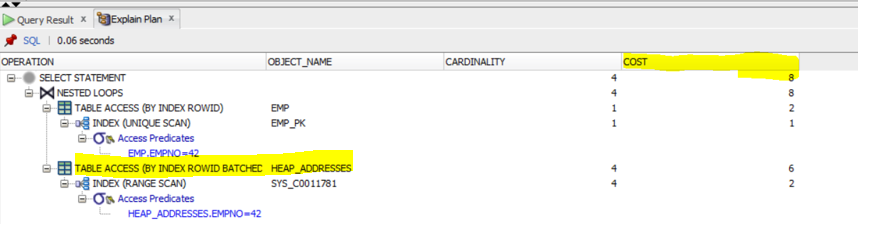 Query Result x Explain Plan x
SQL | 0.06 seconds
OPERATION OBJECT_NAME CARDINALITY COST
SELECT STATEMENT 4 8
NESTED LOOPS 4 8
TABLE ACCESS (BY INDEX ROWID) EMP 1 2
INDEX (UNIQUE SCAN) EMP_PK 1 1
Access Predicates
EMP.EMPNO=42
TABLE ACCESS (BY INDEX ROWID BATCHED HEAP_ADDRESSES 4 6
INDEX (RANGE SCAN) SYS_C0011781 4 2
Access Predicates
HEAP_ADDRESSES.EMPNO=42